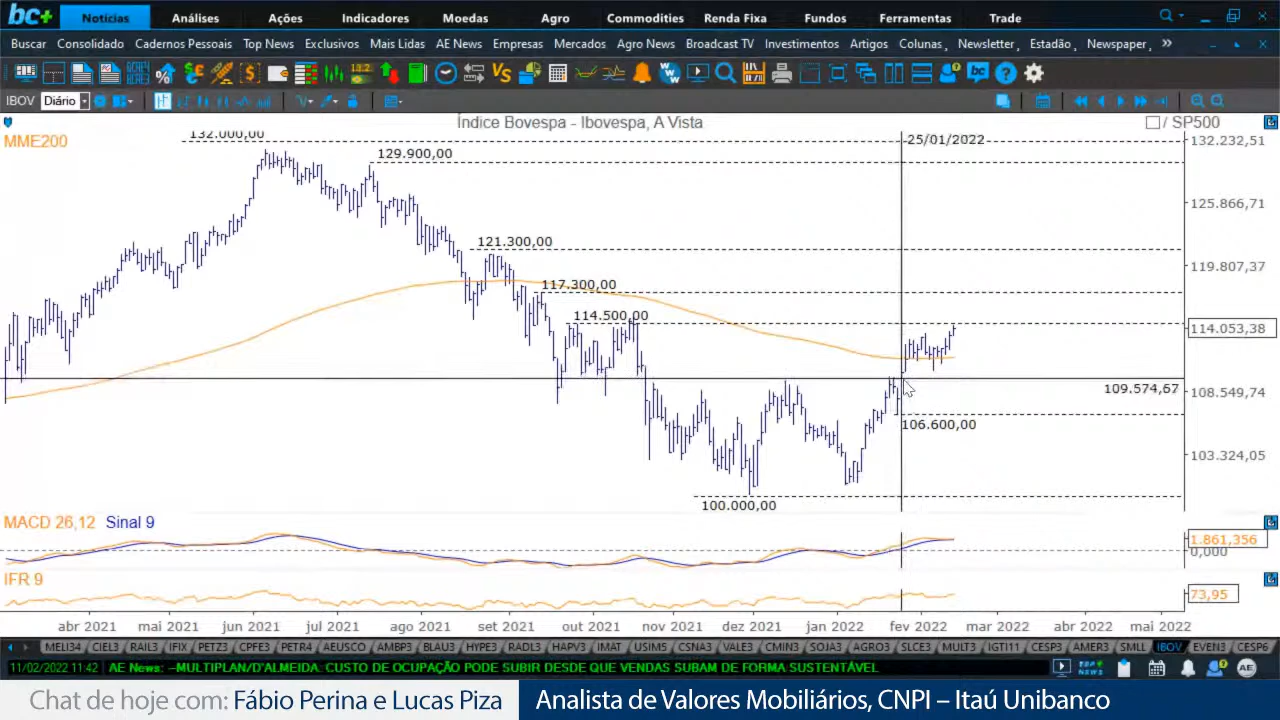 bc+ Notícias Análises Ações Indicadores Moedas Agro Commodities Renda Fixa Fundos Ferramentas Trade
Buscar Consolidado Cadernos Pessoais Top News Exclusivos Mais Lidas AE News Empresas Mercados Agro News Broadcast TV Investimentos Artigos Colunas Newsletter Estadão Newspaper »
IBOV Diário
Índice Bovespa - Ibovespa, A Vista
/ SP500
MME200
132.000,00
25/01/2022
132.232,51
129.900,00
125.866,71
121.300,00
119.807,37
117.300,00
114.500,00
114.053,38
109.574,67
108.549,74
106.600,00
103.324,05
100.000,00
MACD 26,12 Sinal 9
1.861,356
0,000
IFR 9
73,95
abr 2021 mai 2021 jun 2021 jul 2021 ago 2021 set 2021 out 2021 nov 2021 dez 2021 jan 2022 fev 2022 mar 2022 abr 2022 mai 2022
MELI34 CIEL3 RAIL3 IFIX PETZ3 CPFE3 PETR4 AEUSCO AMBP3 BLAU3 HYPE3 RADL3 HAPV3 IMAT USIM5 CSNA3 VALE3 CMIN3 SOJA3 AGRO3 SLCE3 MULT3 IGTI11 CESP3 AMER3 SMLL IBOV EVEN3 CESP6
11/02/2022 11:42 AE News: –MULTIPLAN/D'ALMEIDA: CUSTO DE OCUPAÇÃO PODE SUBIR DESDE QUE VENDAS SUBAM DE FORMA SUSTENTÁVEL
Chat de hoje com: Fábio Perina e Lucas Piza Analista de Valores Mobiliários, CNPI – Itaú Unibanco